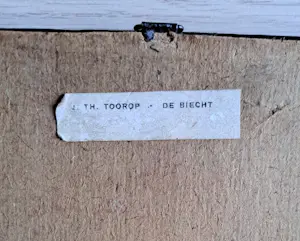 J. TH. TOOROP - DE BIECHT